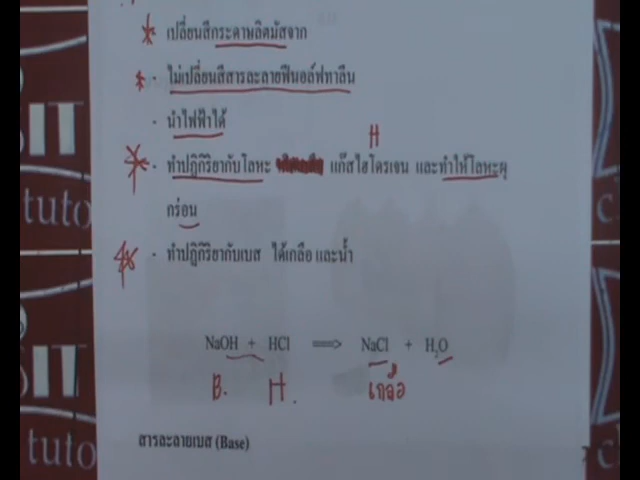 เปลี่ยนสีกระดาษลิตมัสจาก
ไม่เปลี่ยนสีสารละลายฟีนอล์ฟทาลีน
- นำไฟฟ้าได้
H
- ทำปฏิกิริยากับโลหะ แก๊สไฮโดรเจน และทำให้โลหะผุ
กร่อน
- ทำปฏิกิริยากับเบส ได้เกลือ และน้ำ
NaOH + HCl ⟹ NaCl + H₂O
B. H. เกลือ
สารละลายเบส (Base)
IT
tuto
IT
tuto